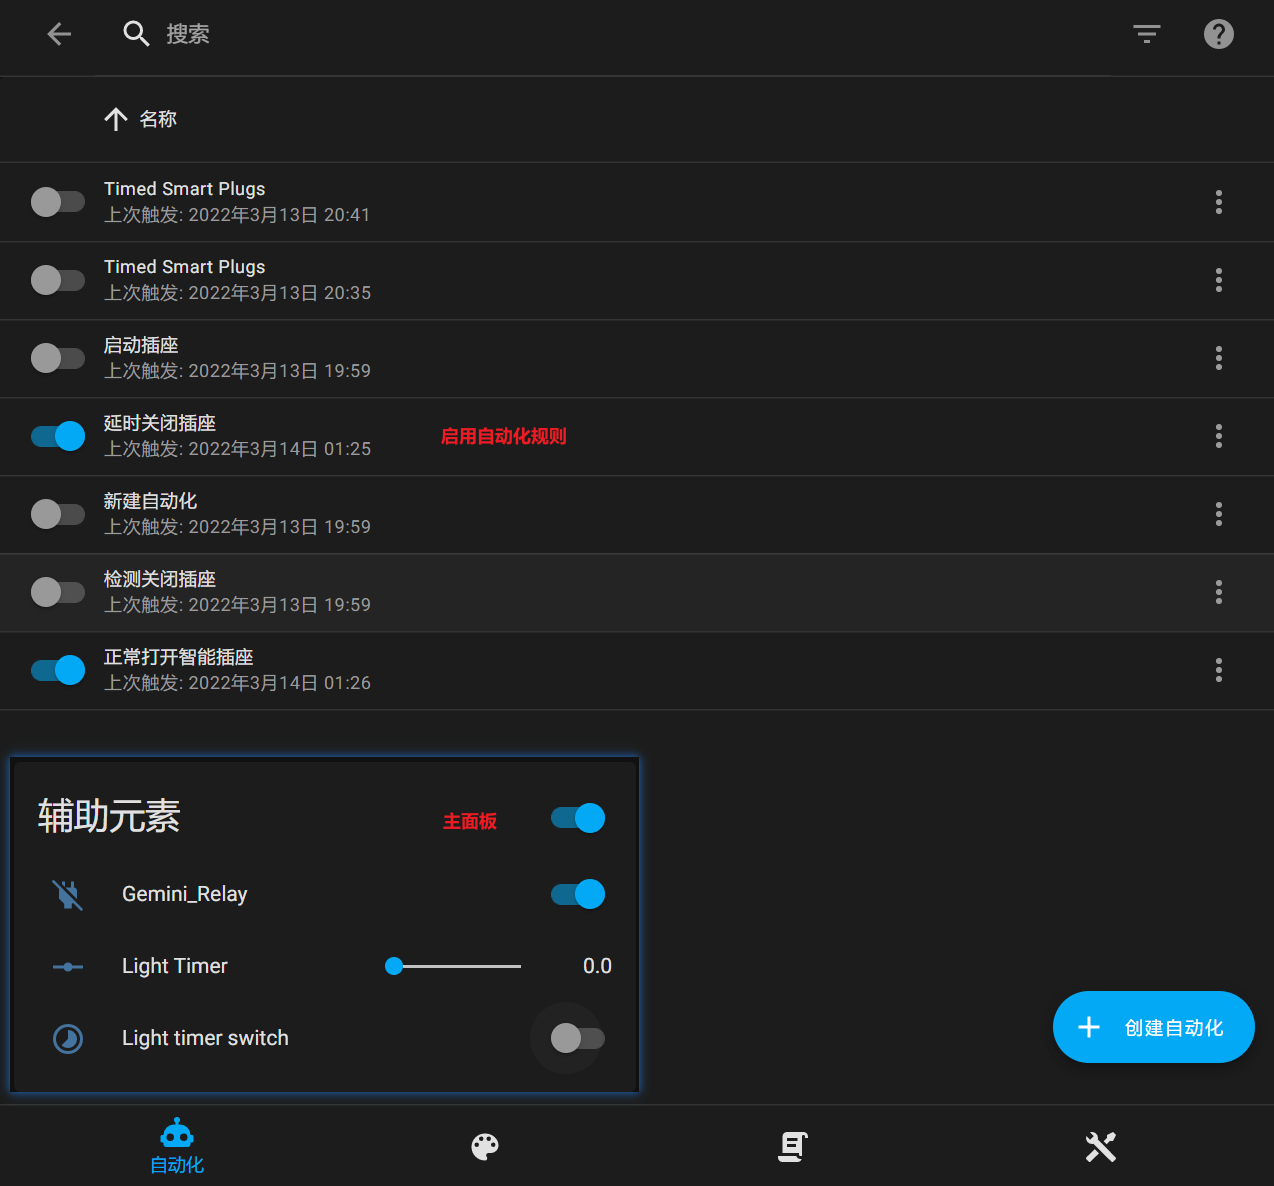 搜索
名称
Timed Smart Plugs
上次触发: 2022年3月13日 20:41
Timed Smart Plugs
上次触发: 2022年3月13日 20:35
启动插座
上次触发: 2022年3月13日 19:59
延时关闭插座
上次触发: 2022年3月14日 01:25
启用自动化规则
新建自动化
上次触发: 2022年3月13日 19:59
检测关闭插座
上次触发: 2022年3月13日 19:59
正常打开智能插座
上次触发: 2022年3月14日 01:26
辅助元素
主面板
Gemini_Relay
Light Timer 0.0
Light timer switch
创建自动化
自动化